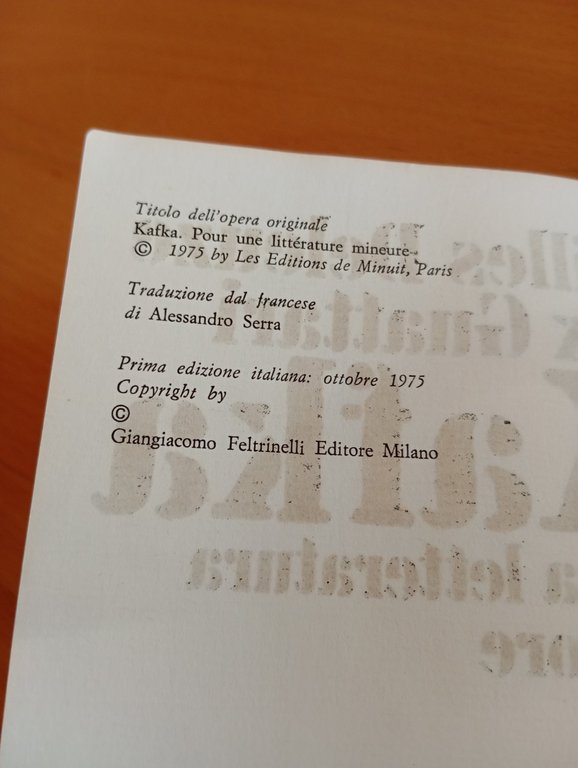 Titolo dell'opera originale
Kafka. Pour une littérature mineure
© 1975 by Les Editions de Minuit, Paris
Traduzione dal francese
di Alessandro Serra
Prima edizione italiana: ottobre 1975
Copyright by
©
Giangiacomo Feltrinelli Editore Milano